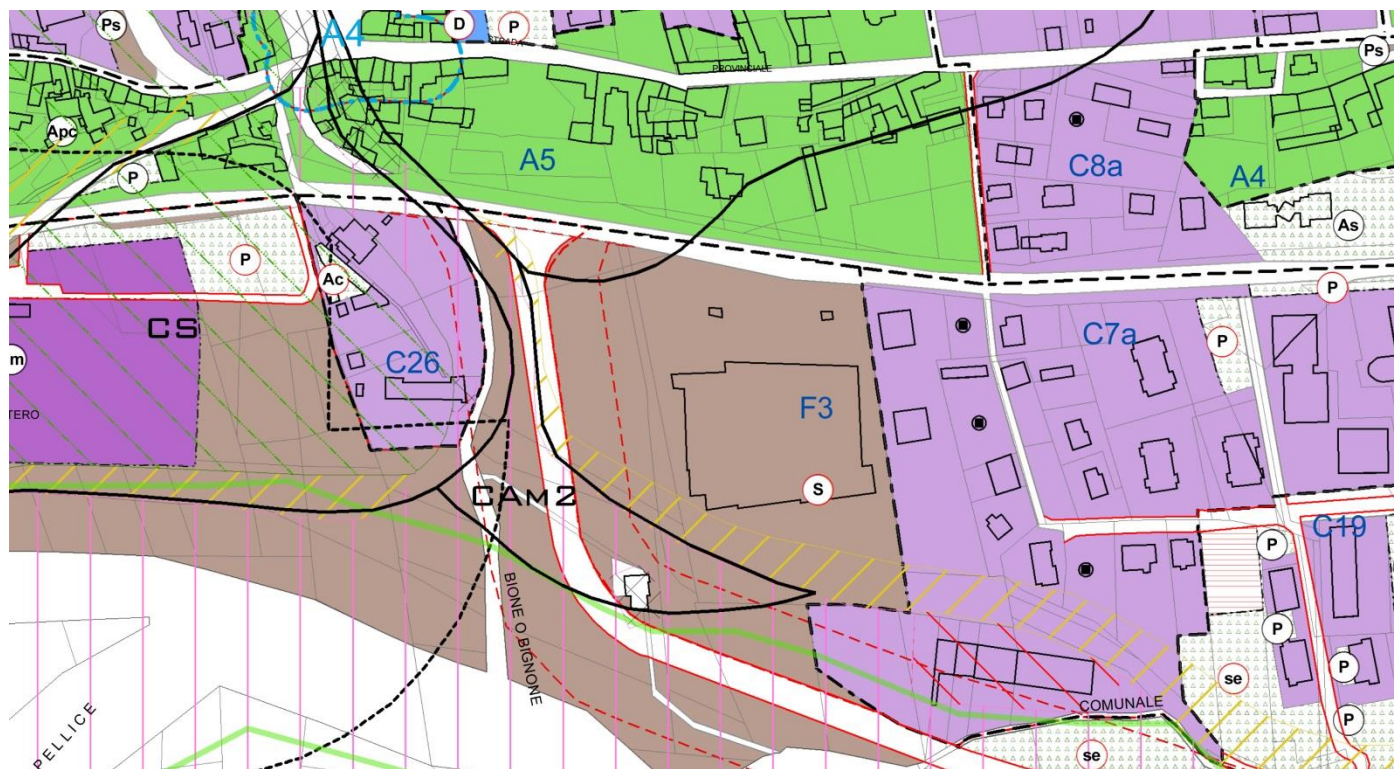 Ps
A4
D
P
STRADA
PROVINCIALE
Ps
Apc
P
A5
C8a
A4
As
P
Ac
P
CS
C26
C7a
P
m
TERO
F3
S
CAM2
C19
P
BIONE O BIGNONE
P
P
se
COMUNALE
P
PELLICE
se